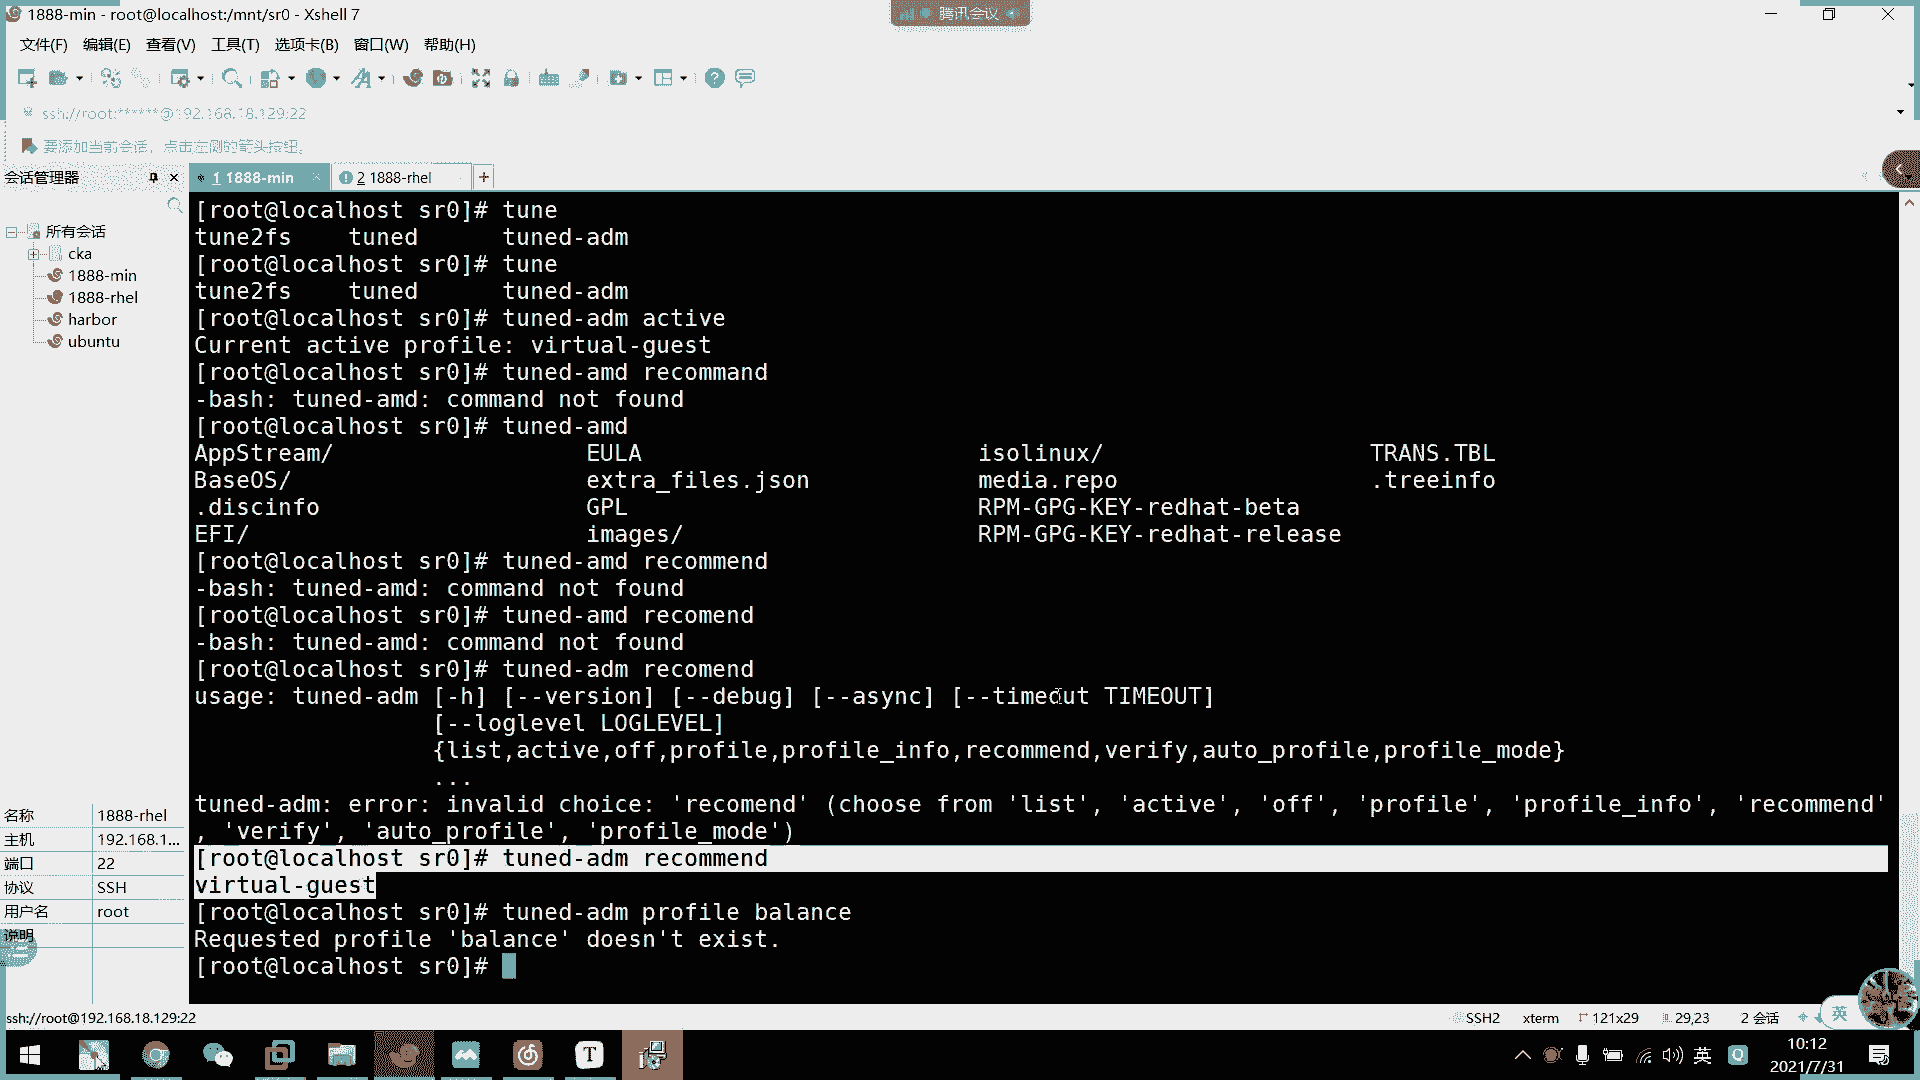 1888-min - root@localhost:/mnt/sr0 - Xshell 7
腾讯会议
文件(F) 编辑(E) 查看(V) 工具(T) 选项卡(B) 窗口(W) 帮助(H)
ssh://root:******@192.168.18.129:22
要添加当前会话，点击左侧的箭头按钮。
会话管理器
1 1888-min
2 1888-rhel
所有会话
cka
1888-min
1888-rhel
harbor
ubuntu
[root@localhost sr0]# tune
tune2fs tuned tuned-adm
[root@localhost sr0]# tune
tune2fs tuned tuned-adm
[root@localhost sr0]# tuned-adm active
Current active profile: virtual-guest
[root@localhost sr0]# tuned-amd recommand
-bash: tuned-amd: command not found
[root@localhost sr0]# tuned-amd
AppStream/ EULA isolinux/ TRANS.TBL
BaseOS/ extra_files.json media.repo .treeinfo
.discinfo GPL RPM-GPG-KEY-redhat-beta
EFI/ images/ RPM-GPG-KEY-redhat-release
[root@localhost sr0]# tuned-amd recommend
-bash: tuned-amd: command not found
[root@localhost sr0]# tuned-amd recomend
-bash: tuned-amd: command not found
[root@localhost sr0]# tuned-adm recomend
usage: tuned-adm [-h] [--version] [--debug] [--async] [--timeout TIMEOUT]
[--loglevel LOGLEVEL]
{list,active,off,profile,profile_info,recommend,verify,auto_profile,profile_mode}
...
tuned-adm: error: invalid choice: 'recomend' (choose from 'list', 'active', 'off', 'profile', 'profile_info', 'recommend'
, 'verify', 'auto_profile', 'profile_mode')
[root@localhost sr0]# tuned-adm recommend
virtual-guest
[root@localhost sr0]# tuned-adm profile balance
Requested profile 'balance' doesn't exist.
[root@localhost sr0]#
名称 1888-rhel
主机 192.168.1...
端口 22
协议 SSH
用户名 root
说明
ssh://root@192.168.18.129:22
SSH2 xterm 121x29 29,23 2 会话
英
英
10:12
2021/7/31